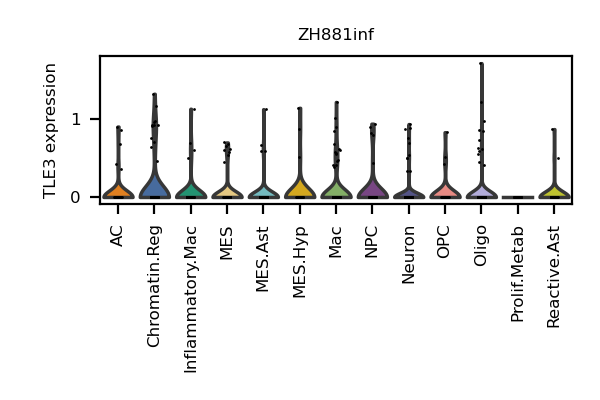 ZH881inf
TLE3 expression
1
0
AC
Chromatin.Reg
Inflammatory.Mac
MES
MES.Ast
MES.Hyp
Mac
NPC
Neuron
OPC
Oligo
Prolif.Metab
Reactive.Ast